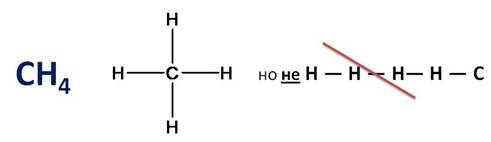 CH₄
H
H—C—H
H
но не H — H — H — H — C